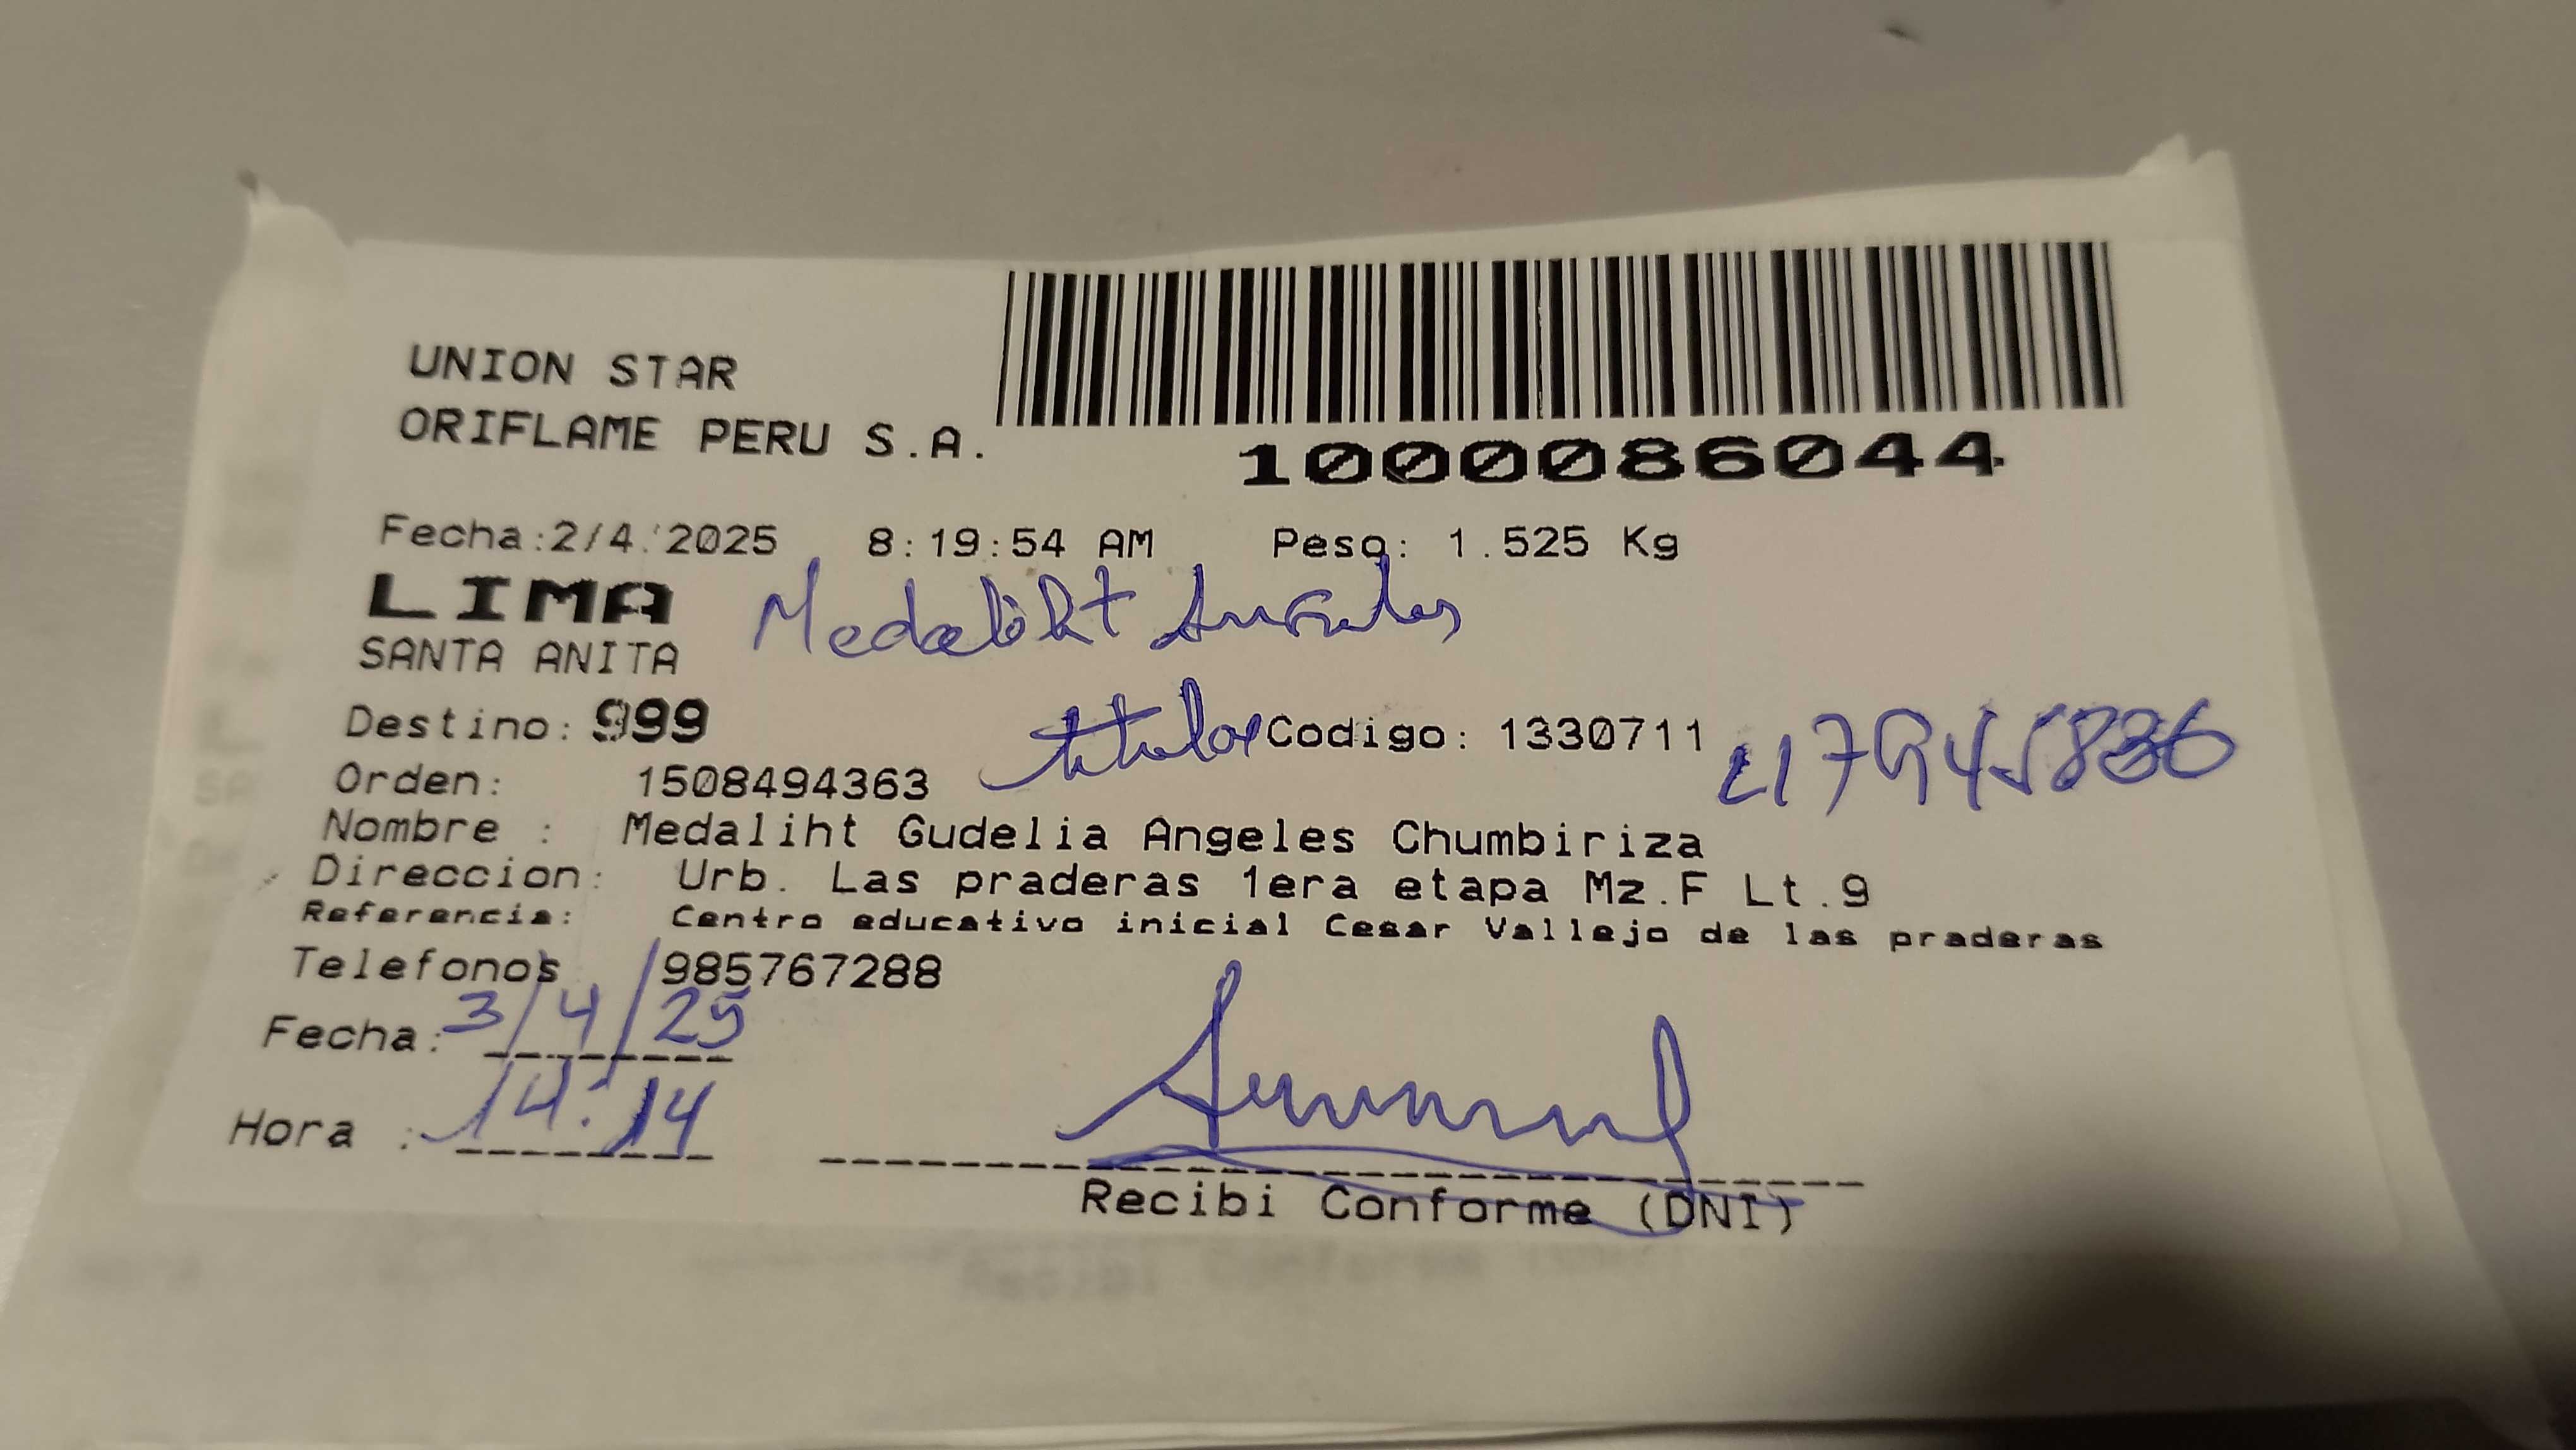 UNION STAR
ORIFLAME PERU S.A.
1000086044
Fecha:2/4/2025 8:19:54 AM Peso: 1.525 Kg
LIMA
Medaliht Angeles
SANTA ANITA
Destino: 999 titular Codigo: 1330711
Orden: 1508494363
Nombre : Medaliht Gudelia Angeles Chumbiriza
Direccion: Urb. Las praderas 1era etapa Mz.F Lt.9
Referencia: Centro educativo inicial Cesar Vallejo de las praderas
Telefonos 985767288
Fecha: 3/4/25
Hora : 14:14
Recibi Conforme (DNI)